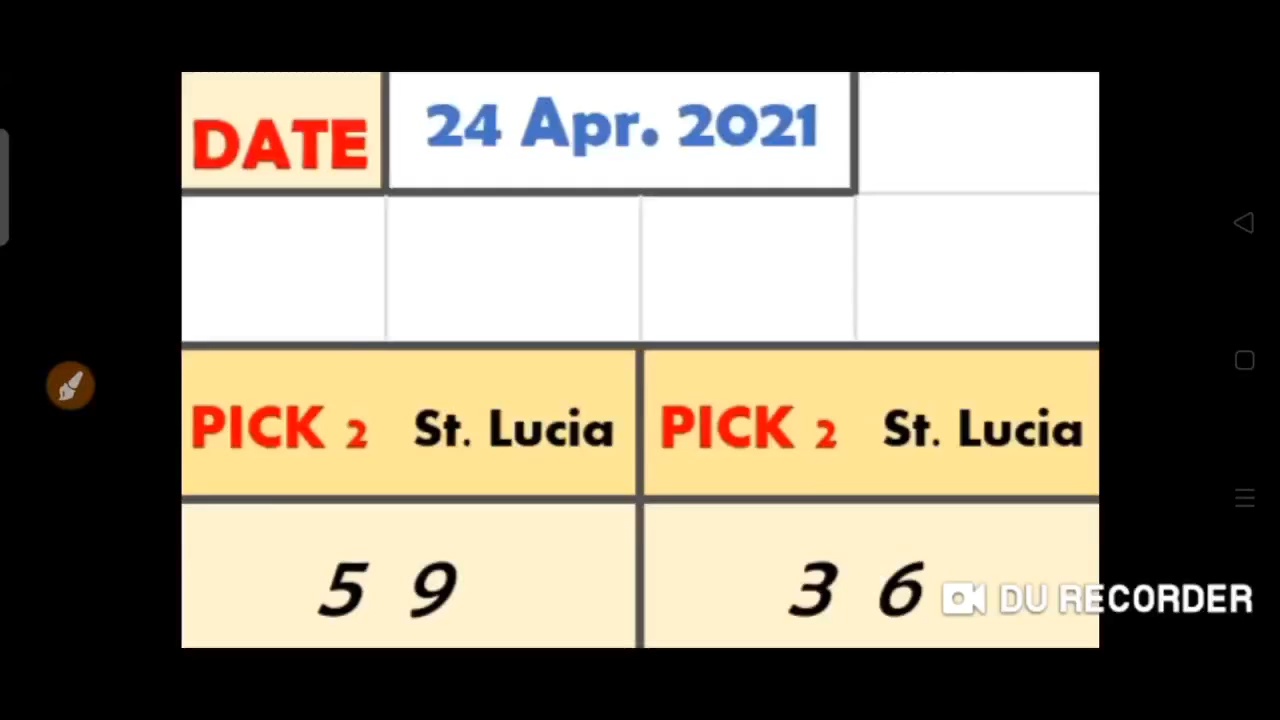 DATE 24 Apr. 2021
PICK 2 St. Lucia PICK 2 St. Lucia
5 9 3 6
DU RECORDER